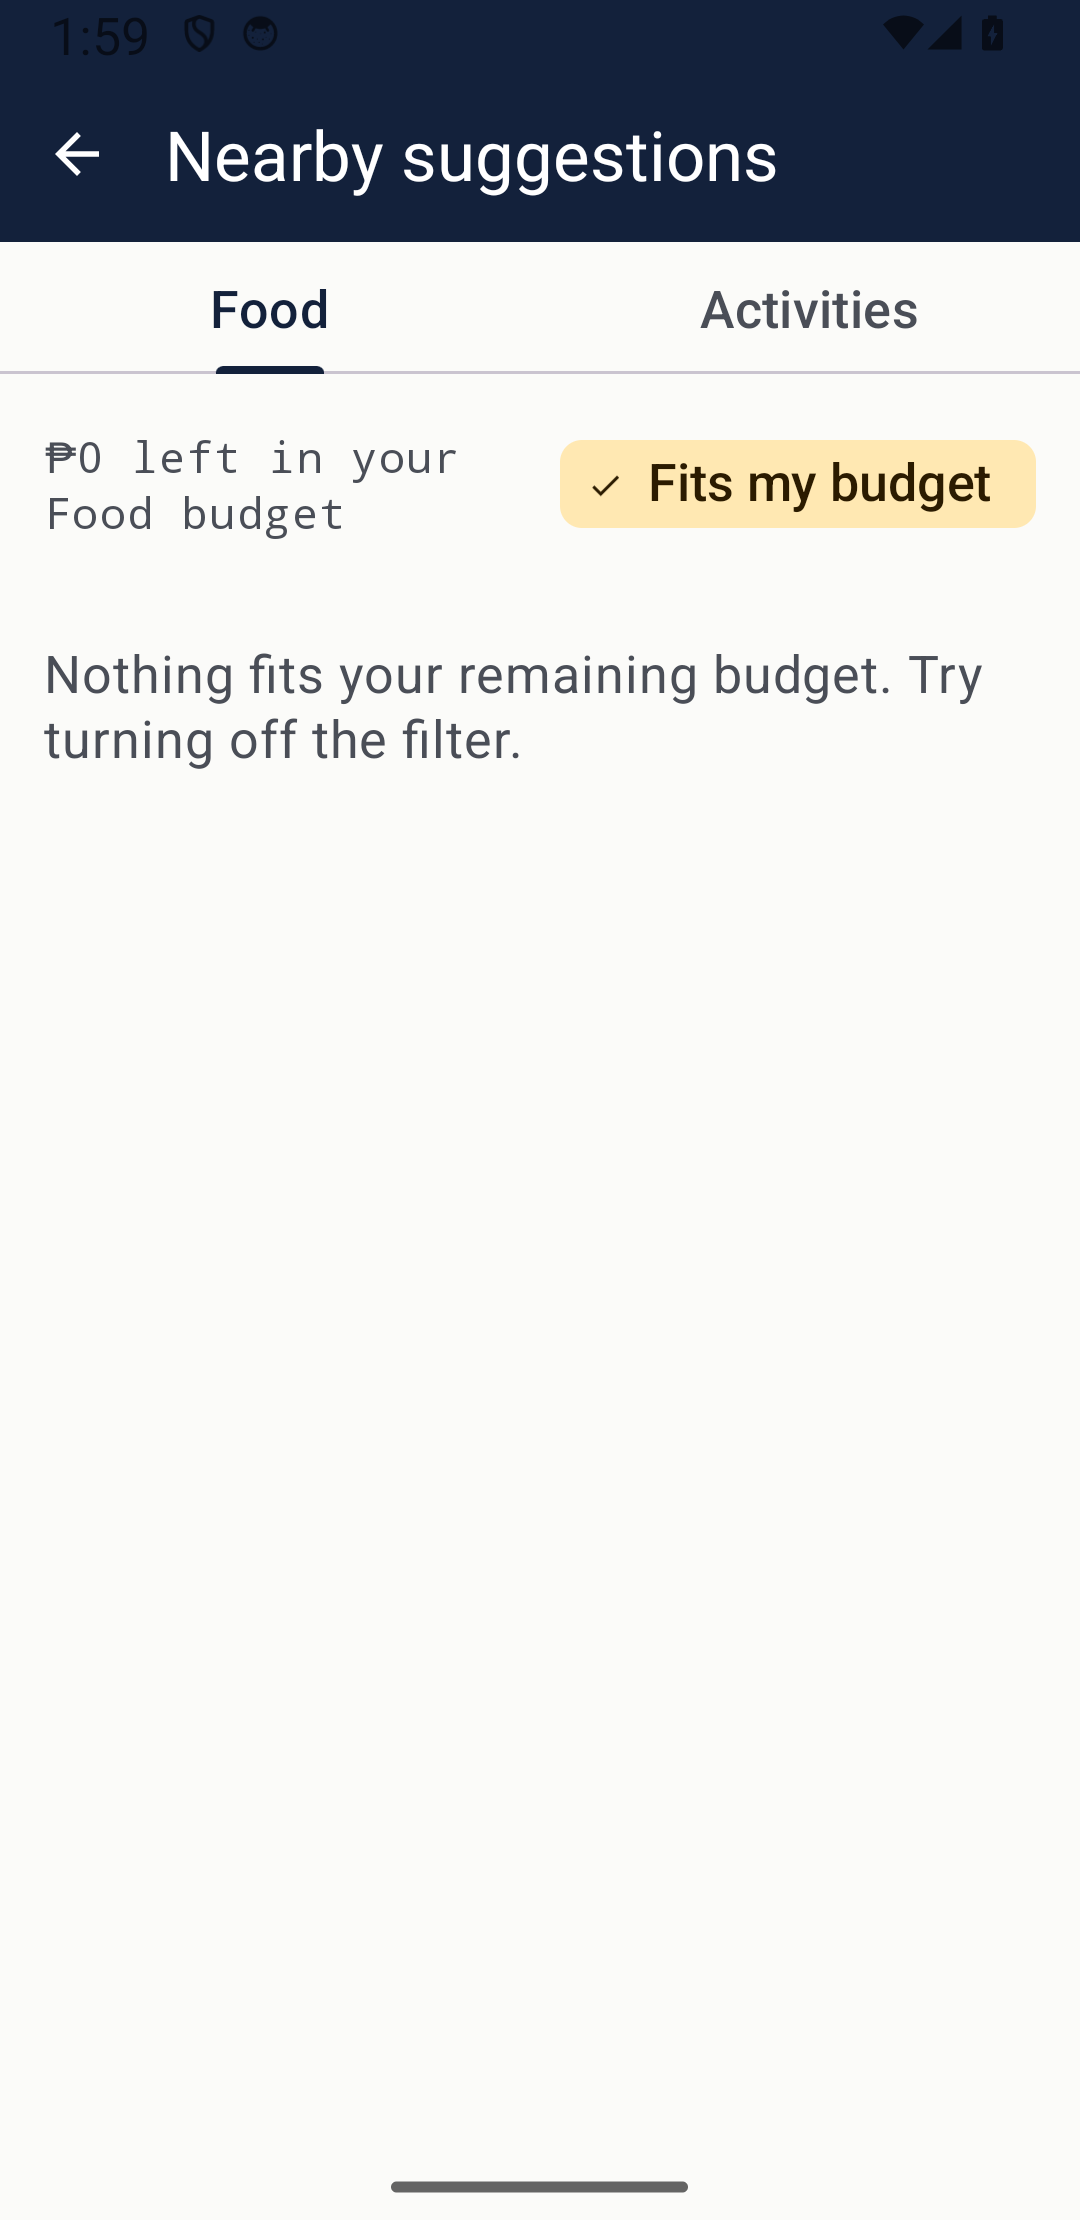 1:59
Nearby suggestions
Food
Activities
₱0 left in your
Food budget
Fits my budget
Nothing fits your remaining budget. Try
turning off the filter.